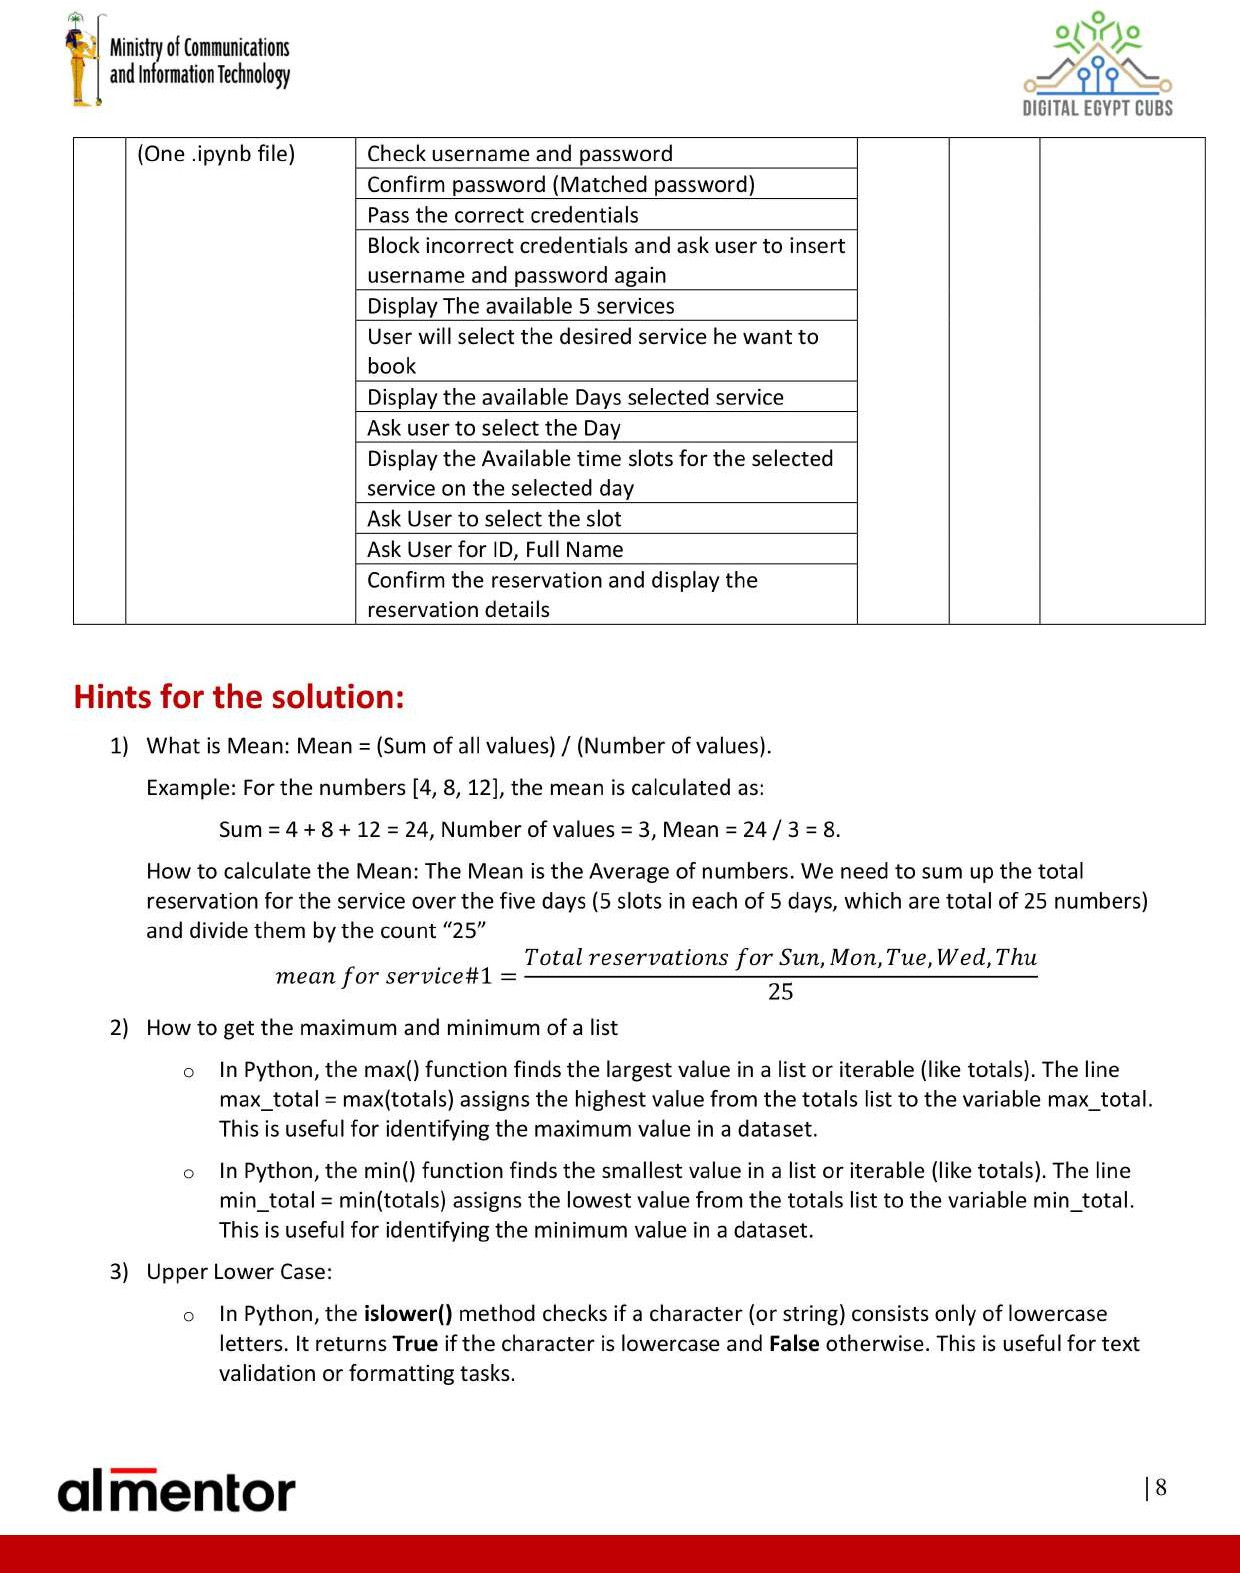 Ministry of Communications
and Information Technology
DIGITAL EGYPT CUBS
(One .ipynb file)
Check username and password
Confirm password (Matched password)
Pass the correct credentials
Block incorrect credentials and ask user to insert
username and password again
Display The available 5 services
User will select the desired service he want to
book
Display the available Days selected service
Ask user to select the Day
Display the Available time slots for the selected
service on the selected day
Ask User to select the slot
Ask User for ID, Full Name
Confirm the reservation and display the
reservation details
Hints for the solution:
1) What is Mean: Mean = (Sum of all values) / (Number of values).
Example: For the numbers [4, 8, 12], the mean is calculated as:
Sum = 4 + 8 + 12 = 24, Number of values = 3, Mean = 24 / 3 = 8.
How to calculate the Mean: The Mean is the Average of numbers. We need to sum up the total
reservation for the service over the five days (5 slots in each of 5 days, which are total of 25 numbers)
and divide them by the count “25”
Total reservations for Sun, Mon, Tue, Wed, Thu
mean for service#1 =
25
2) How to get the maximum and minimum of a list
o In Python, the max() function finds the largest value in a list or iterable (like totals). The line
max_total = max(totals) assigns the highest value from the totals list to the variable max_total.
This is useful for identifying the maximum value in a dataset.
o In Python, the min() function finds the smallest value in a list or iterable (like totals). The line
min_total = min(totals) assigns the lowest value from the totals list to the variable min_total.
This is useful for identifying the minimum value in a dataset.
3) Upper Lower Case:
o In Python, the islower() method checks if a character (or string) consists only of lowercase
letters. It returns True if the character is lowercase and False otherwise. This is useful for text
validation or formatting tasks.
almentor
|8